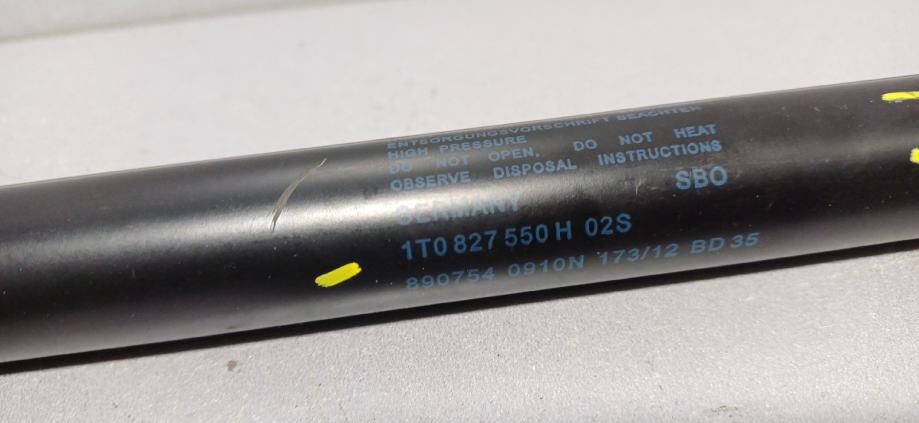 ENTSORGUNGSVORSCHRIFT BEACHTEN
HIGH PRESSURE
DO NOT OPEN, DO NOT HEAT
OBSERVE DISPOSAL INSTRUCTIONS
GERMANY SBO
1T0 827 550 H 02S
890754 0910N 173/12 BD 35